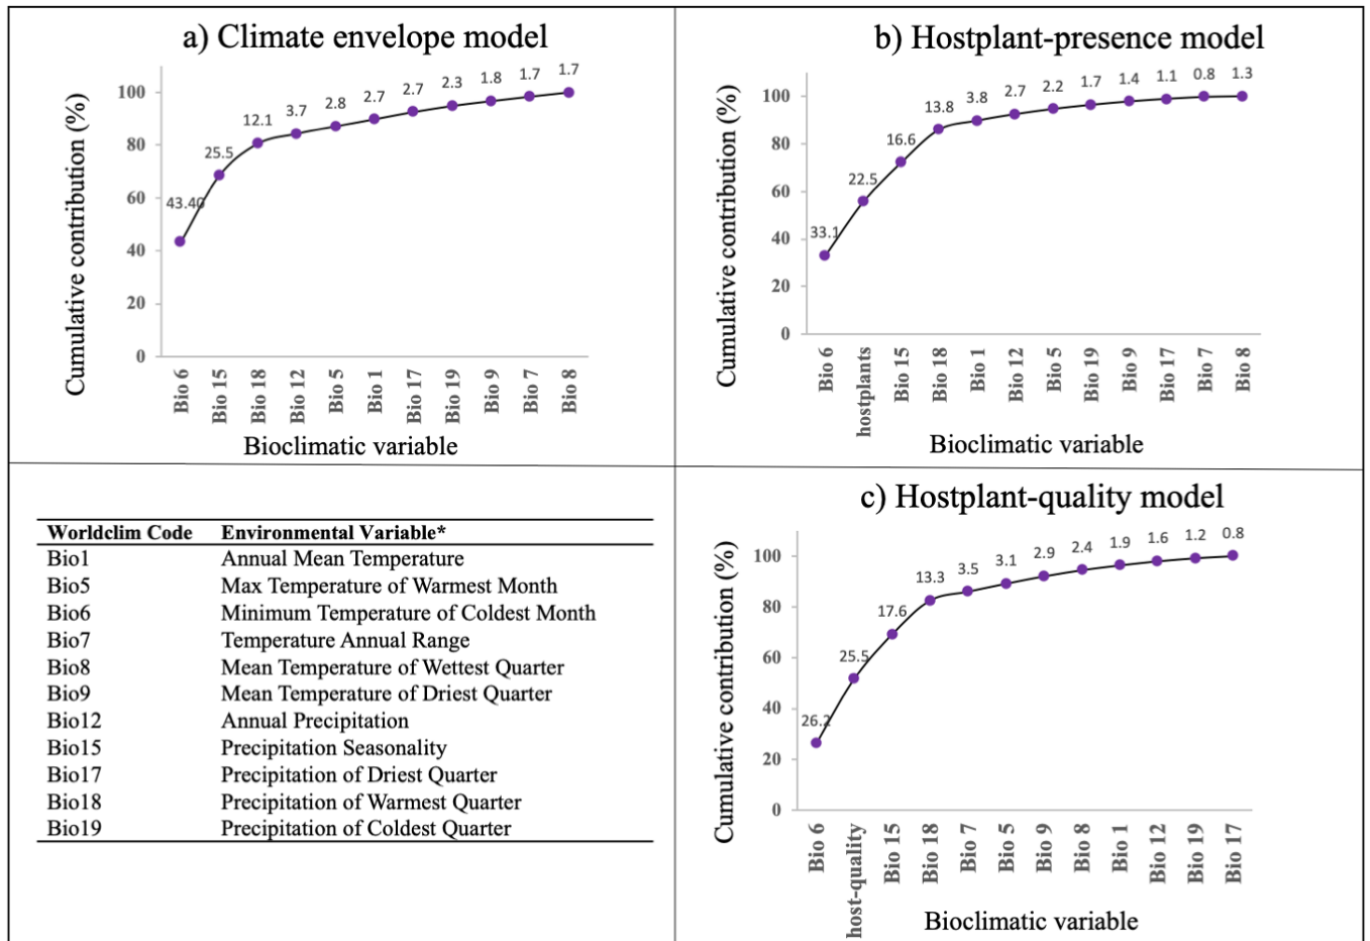 a) Climate envelope model
Cumulative contribution (%)
100
80
60
40
20
0
43.40
25.5
12.1
3.7
2.8
2.7
2.7
2.3
1.8
1.7
1.7
Bio 6
Bio 15
Bio 18
Bio 12
Bio 5
Bio 1
Bio 17
Bio 19
Bio 9
Bio 7
Bio 8
Bioclimatic variable
b) Hostplant-presence model
Cumulative contribution (%)
100
80
60
40
20
0
33.1
22.5
16.6
13.8
3.8
2.7
2.2
1.7
1.4
1.1
0.8
1.3
Bio 6
hostplants
Bio 15
Bio 18
Bio 1
Bio 12
Bio 5
Bio 19
Bio 9
Bio 17
Bio 7
Bio 8
Bioclimatic variable
Worldclim Code Environmental Variable*
Bio1 Annual Mean Temperature
Bio5 Max Temperature of Warmest Month
Bio6 Minimum Temperature of Coldest Month
Bio7 Temperature Annual Range
Bio8 Mean Temperature of Wettest Quarter
Bio9 Mean Temperature of Driest Quarter
Bio12 Annual Precipitation
Bio15 Precipitation Seasonality
Bio17 Precipitation of Driest Quarter
Bio18 Precipitation of Warmest Quarter
Bio19 Precipitation of Coldest Quarter
c) Hostplant-quality model
Cumulative contribution (%)
100
80
60
40
20
0
26.2
25.5
17.6
13.3
3.5
3.1
2.9
2.4
1.9
1.6
1.2
0.8
Bio 6
host-quality
Bio 15
Bio 18
Bio 7
Bio 5
Bio 9
Bio 8
Bio 1
Bio 12
Bio 19
Bio 17
Bioclimatic variable